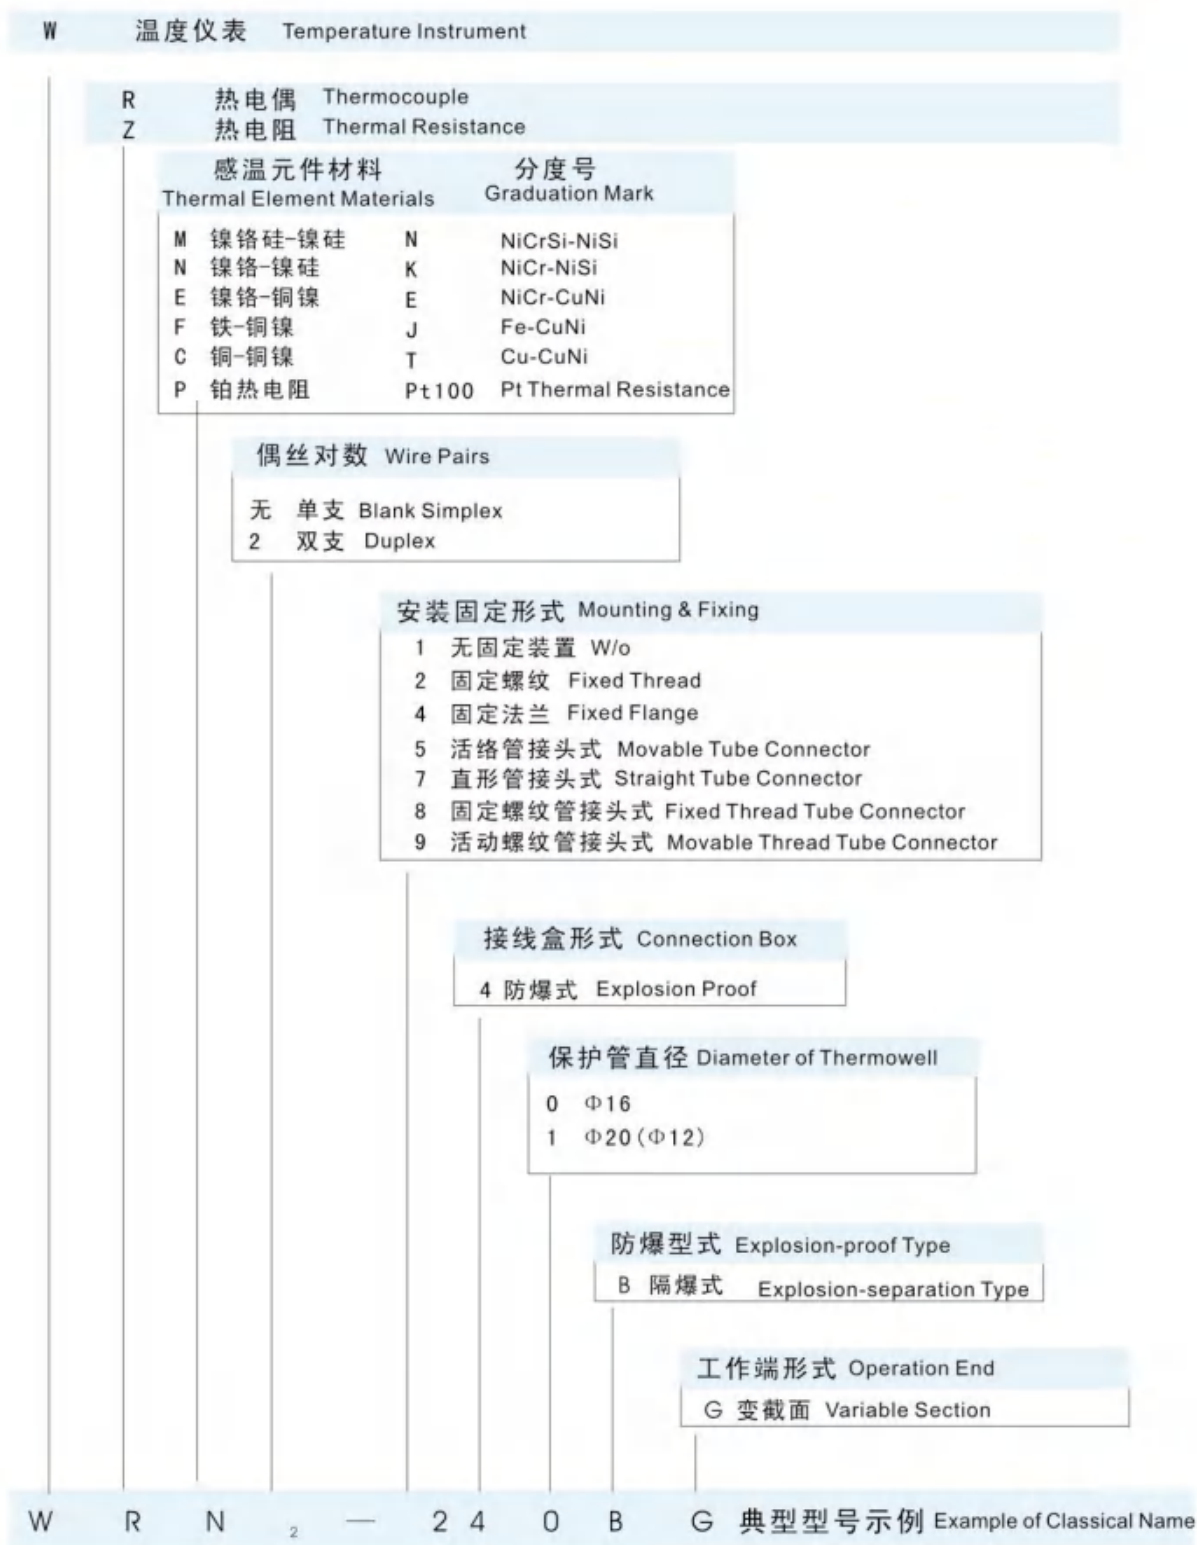 W 温度仪表 Temperature Instrument
R 热电偶 Thermocouple
Z 热电阻 Thermal Resistance
感温元件材料 分度号
Thermal Element Materials Graduation Mark
M 镍铬硅-镍硅 N NiCrSi-NiSi
N 镍铬-镍硅 K NiCr-NiSi
E 镍铬-铜镍 E NiCr-CuNi
F 铁-铜镍 J Fe-CuNi
C 铜-铜镍 T Cu-CuNi
P 铂热电阻 Pt100 Pt Thermal Resistance
偶丝对数 Wire Pairs
无 单支 Blank Simplex
2 双支 Duplex
安装固定形式 Mounting & Fixing
1 无固定装置 W/o
2 固定螺纹 Fixed Thread
4 固定法兰 Fixed Flange
5 活络管接头式 Movable Tube Connector
7 直形管接头式 Straight Tube Connector
8 固定螺纹管接头式 Fixed Thread Tube Connector
9 活动螺纹管接头式 Movable Thread Tube Connector
接线盒形式 Connection Box
4 防爆式 Explosion Proof
保护管直径 Diameter of Thermowell
0 Φ16
1 Φ20(Φ12)
防爆型式 Explosion-proof Type
B 隔爆式 Explosion-separation Type
工作端形式 Operation End
G 变截面 Variable Section
W R N 2 — 2 4 0 B G 典型型号示例 Example of Classical Name